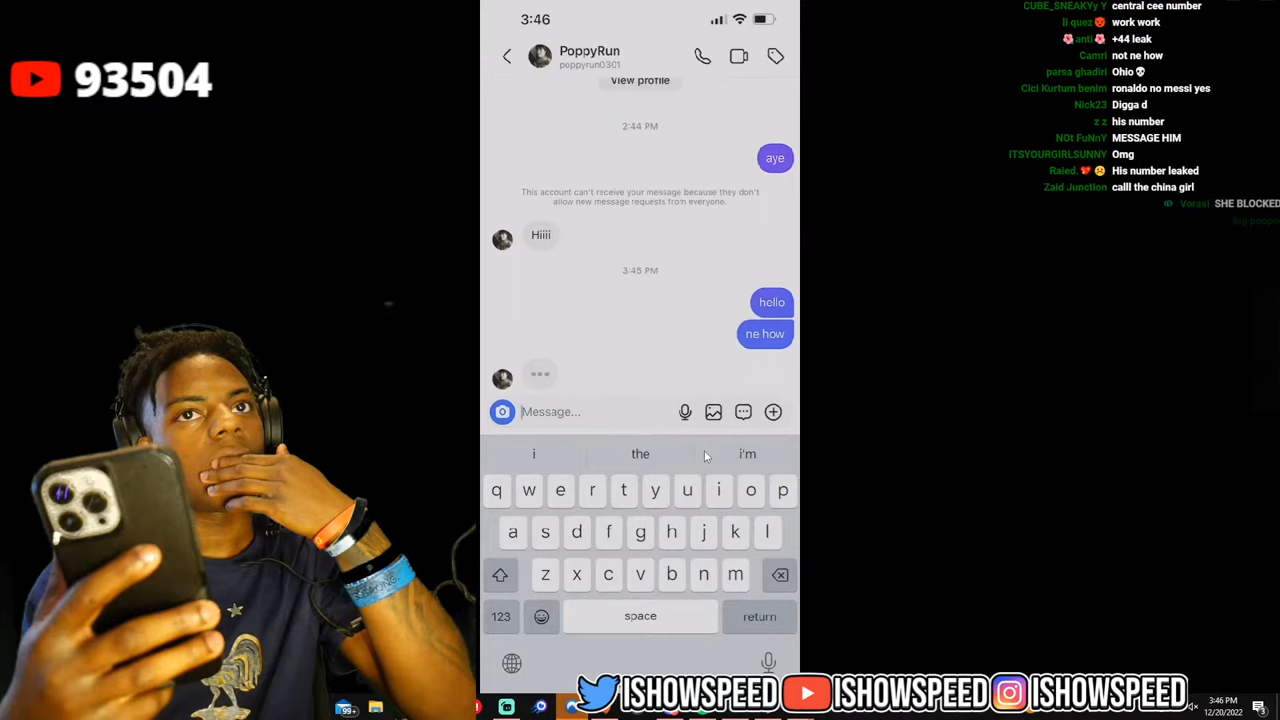 93504
3:46
PoppyRun
poppyrun0301
View profile
2:44 PM
aye
This account can't receive your message because they don't
allow new message requests from everyone.
Hiiii
3:45 PM
hello
ne how
Message...
i the i'm
q w e r t y u i o p
a s d f g h j k l
z x c v b n m
123 space return
CUBE_SNEAKYy Y central cee number
li quez work work
anti +44 leak
Camri not ne how
parsa ghadiri Ohio
Cici Kurtum benim ronaldo no messi yes
Nick23 Digga d
z z his number
NOt FuNnY MESSAGE HIM
ITSYOURGIRLSUNNY Omg
Raied. His number leaked
Zaid Junction calll the china girl
Vorasi SHE BLOCKED
ISHOWSPEED ISHOWSPEED ISHOWSPEED
99+
3:46 PM
12/20/2022